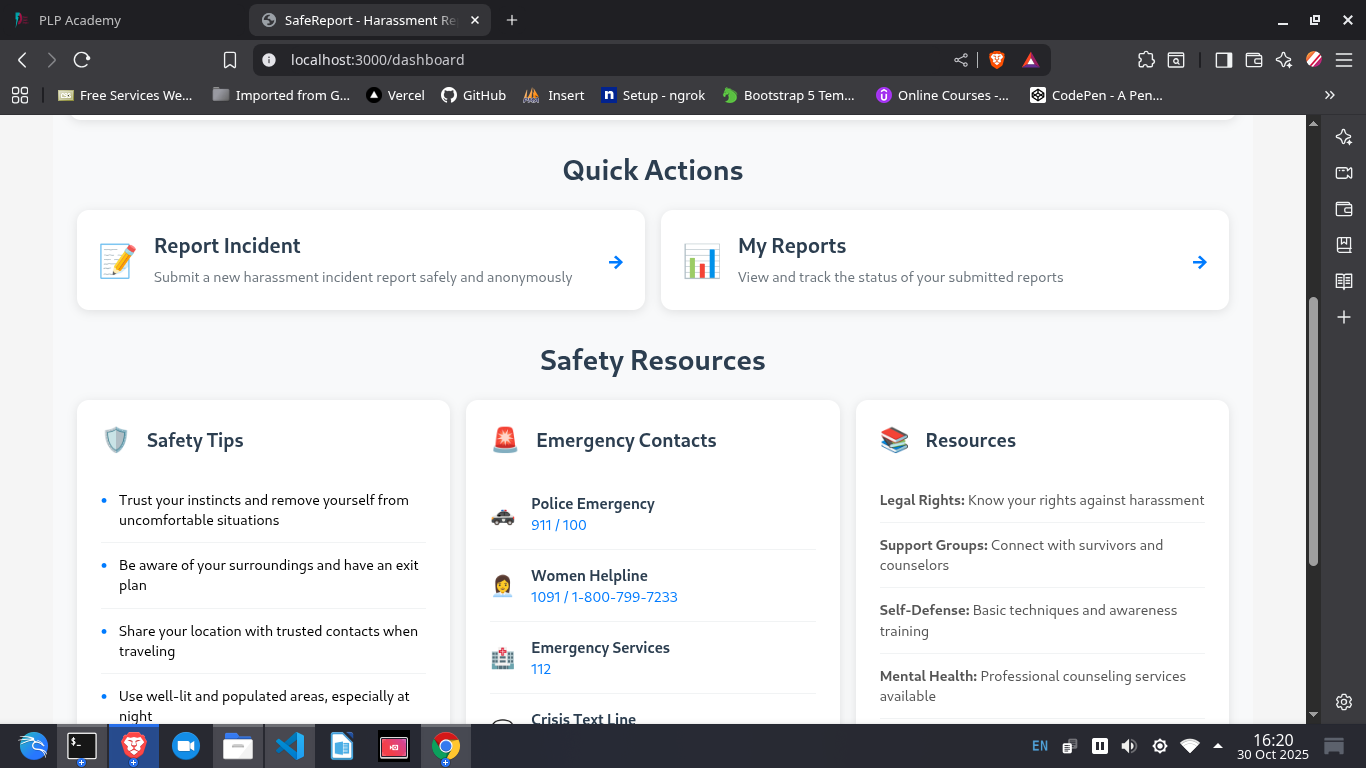 PLP Academy
SafeReport - Harassment Re
localhost:3000/dashboard
Free Services We...
Imported from G...
Vercel
GitHub
Insert
Setup - ngrok
Bootstrap 5 Tem...
Online Courses -...
CodePen - A Pen...
Quick Actions
Report Incident
Submit a new harassment incident report safely and anonymously
My Reports
View and track the status of your submitted reports
Safety Resources
Safety Tips
Trust your instincts and remove yourself from
uncomfortable situations
Be aware of your surroundings and have an exit
plan
Share your location with trusted contacts when
traveling
Use well-lit and populated areas, especially at
night
Emergency Contacts
Police Emergency
911 / 100
Women Helpline
1091 / 1-800-799-7233
Emergency Services
112
Crisis Text Line
Resources
Legal Rights: Know your rights against harassment
Support Groups: Connect with survivors and
counselors
Self-Defense: Basic techniques and awareness
training
Mental Health: Professional counseling services
available
EN
16:20
30 Oct 2025